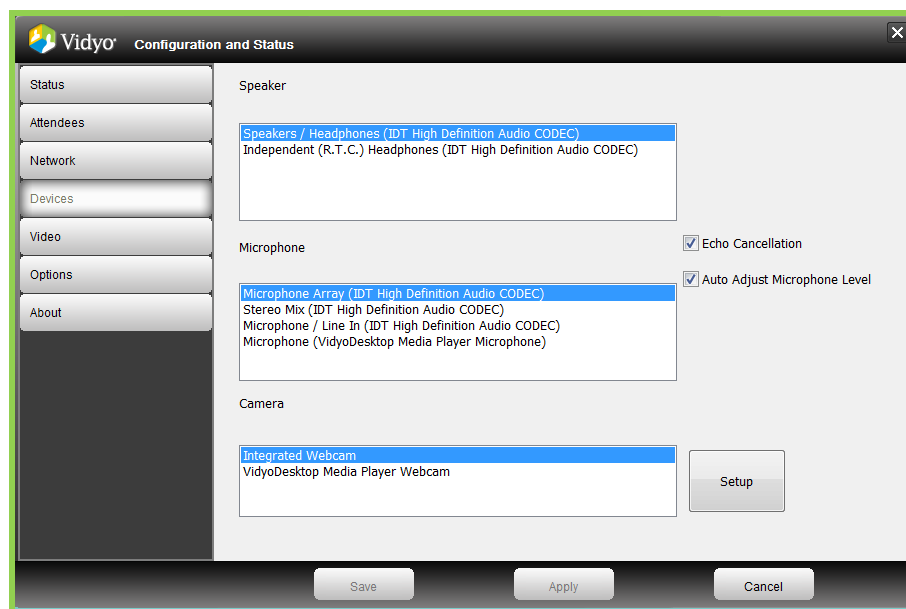 Vidyo Configuration and Status
Status
Attendees
Network
Devices
Video
Options
About
Speaker
Speakers / Headphones (IDT High Definition Audio CODEC)
Independent (R.T.C.) Headphones (IDT High Definition Audio CODEC)
Microphone
Echo Cancellation
Auto Adjust Microphone Level
Microphone Array (IDT High Definition Audio CODEC)
Stereo Mix (IDT High Definition Audio CODEC)
Microphone / Line In (IDT High Definition Audio CODEC)
Microphone (VidyoDesktop Media Player Microphone)
Camera
Integrated Webcam
VidyoDesktop Media Player Webcam
Setup
Save
Apply
Cancel